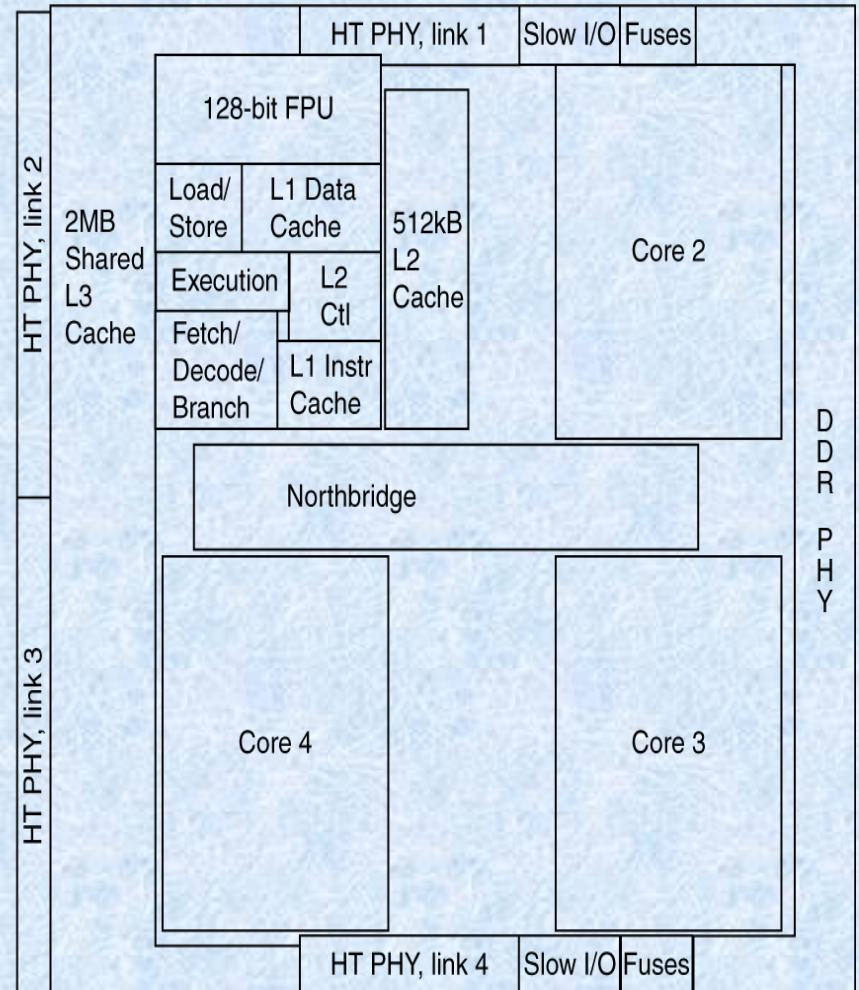 HT PHY, link 1
Slow I/O
Fuses
HT PHY, link 2
2MB
Shared
L3
Cache
128-bit FPU
Load/
Store
L1 Data
Cache
Execution
L2
Ctl
Fetch/
Decode/
Branch
L1 Instr
Cache
512kB
L2
Cache
Core 2
Northbridge
DDR PHY
HT PHY, link 3
Core 4
Core 3
HT PHY, link 4
Slow I/O
Fuses